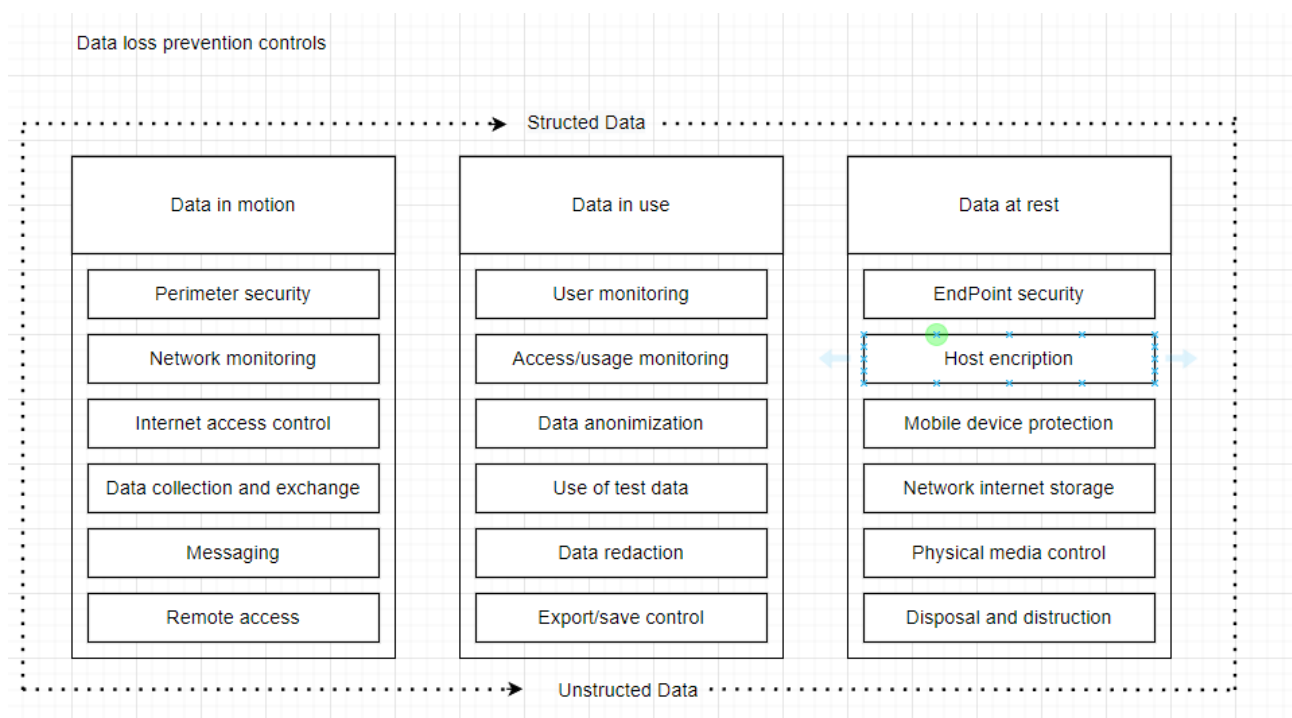 Data loss prevention controls
Structed Data
Data in motion
Data in use
Data at rest
Perimeter security
User monitoring
EndPoint security
Network monitoring
Access/usage monitoring
Host encription
Internet access control
Data anonimization
Mobile device protection
Data collection and exchange
Use of test data
Network internet storage
Messaging
Data redaction
Physical media control
Remote access
Export/save control
Disposal and distruction
Unstructed Data